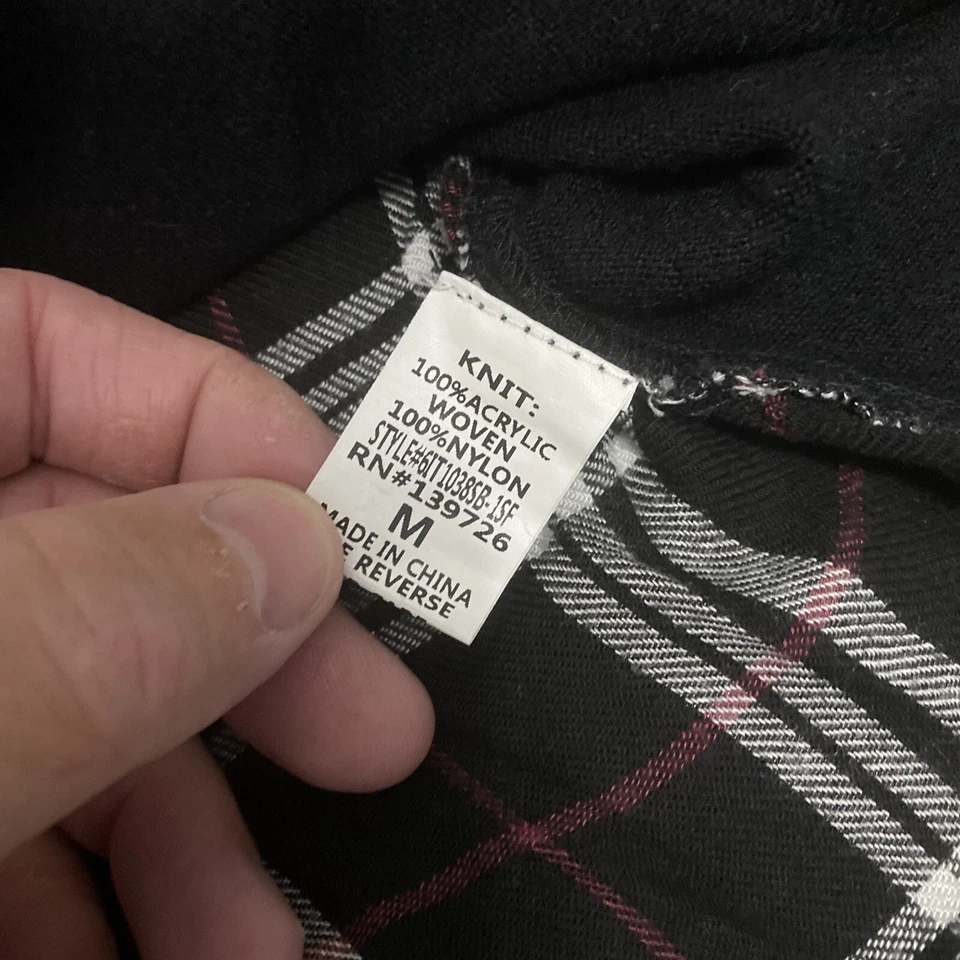 KNIT:
100%ACRYLIC
WOVEN
100%NYLON
STYLE#6IT1038SB-1SF
RN#139726
M
MADE IN CHINA
REVERSE